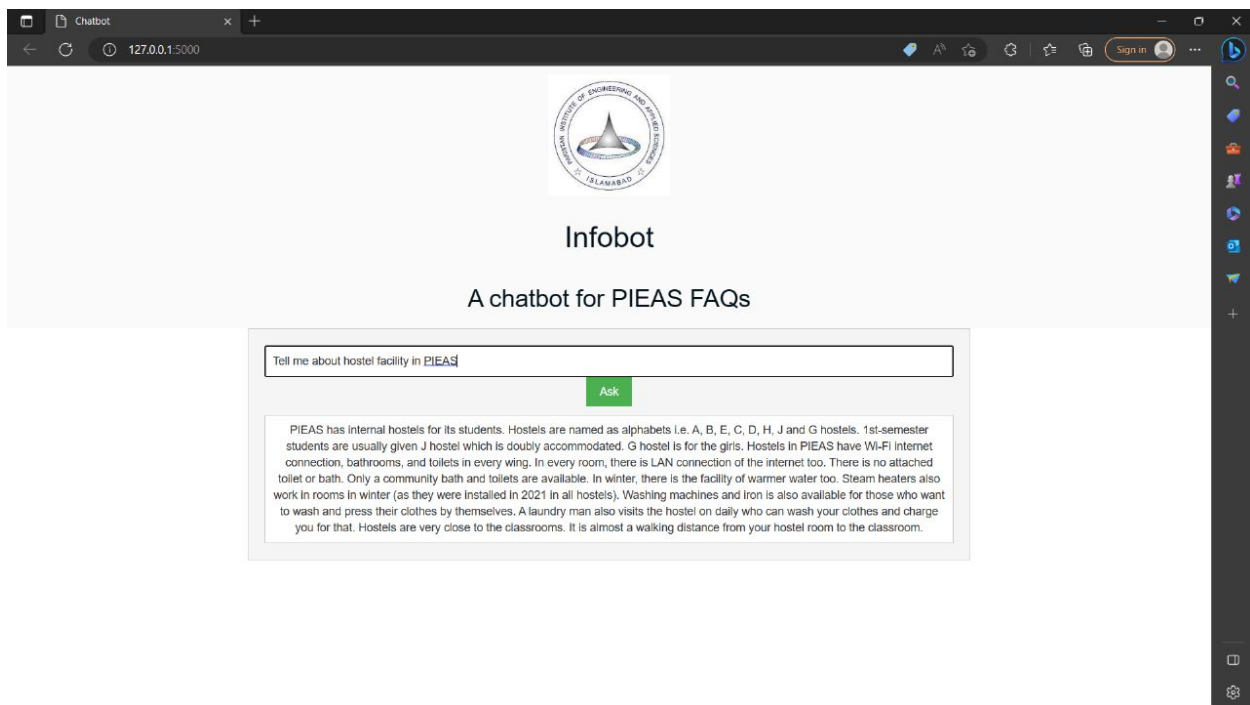 Chatbot
127.0.0.1:5000
Sign in
PAKISTAN INSTITUTE OF ENGINEERING AND APPLIED SCIENCES
ISLAMABAD
Infobot
A chatbot for PIEAS FAQs
Tell me about hostel facility in PIEAS
Ask
PIEAS has internal hostels for its students. Hostels are named as alphabets i.e. A, B, E, C, D, H, J and G hostels. 1st-semester
students are usually given J hostel which is doubly accommodated. G hostel is for the girls. Hostels in PIEAS have Wi-Fi internet
connection, bathrooms, and toilets in every wing. In every room, there is LAN connection of the internet too. There is no attached
toilet or bath. Only a community bath and toilets are available. In winter, there is the facility of warmer water too. Steam heaters also
work in rooms in winter (as they were installed in 2021 in all hostels). Washing machines and iron is also available for those who want
to wash and press their clothes by themselves. A laundry man also visits the hostel on daily who can wash your clothes and charge
you for that. Hostels are very close to the classrooms. It is almost a walking distance from your hostel room to the classroom.